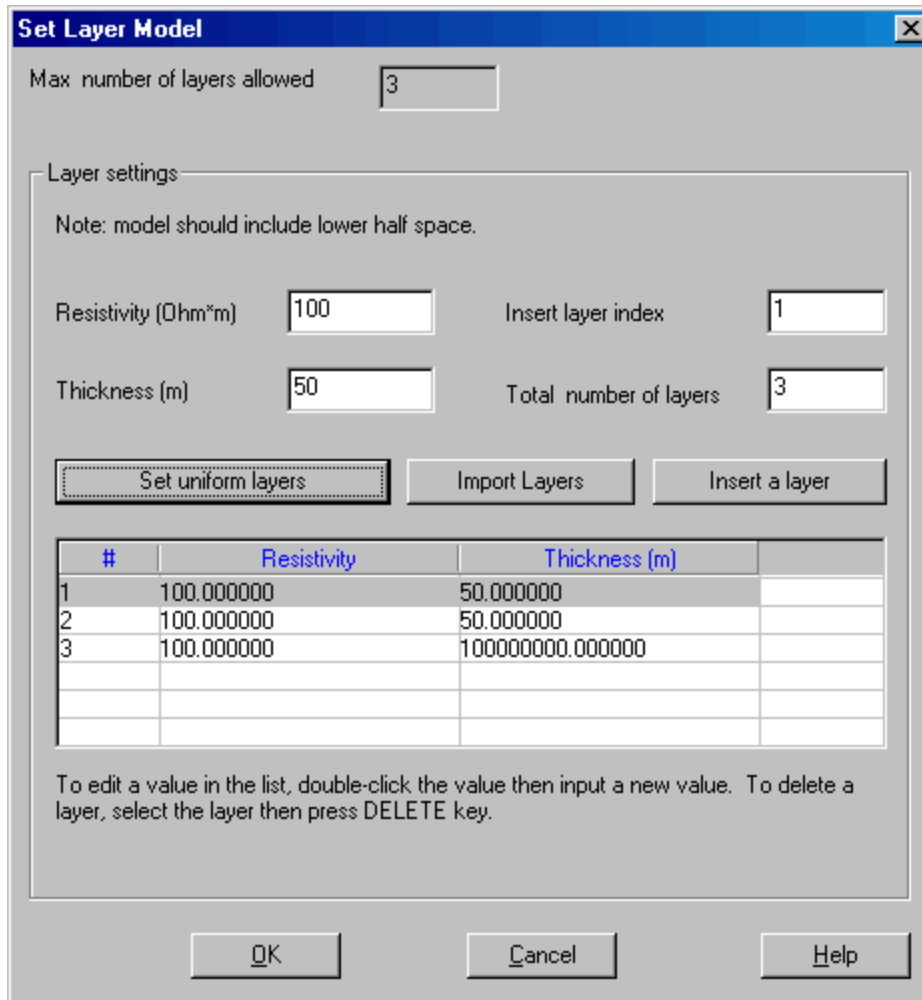 Set Layer Model
Max number of layers allowed 3
Layer settings
Note: model should include lower half space.
Resistivity (Ohm*m) 100 Insert layer index 1
Thickness (m) 50 Total number of layers 3
Set uniform layers Import Layers Insert a layer
# Resistivity Thickness (m)
1 100.000000 50.000000
2 100.000000 50.000000
3 100.000000 100000000.000000
To edit a value in the list, double-click the value then input a new value. To delete a
layer, select the layer then press DELETE key.
OK Cancel Help